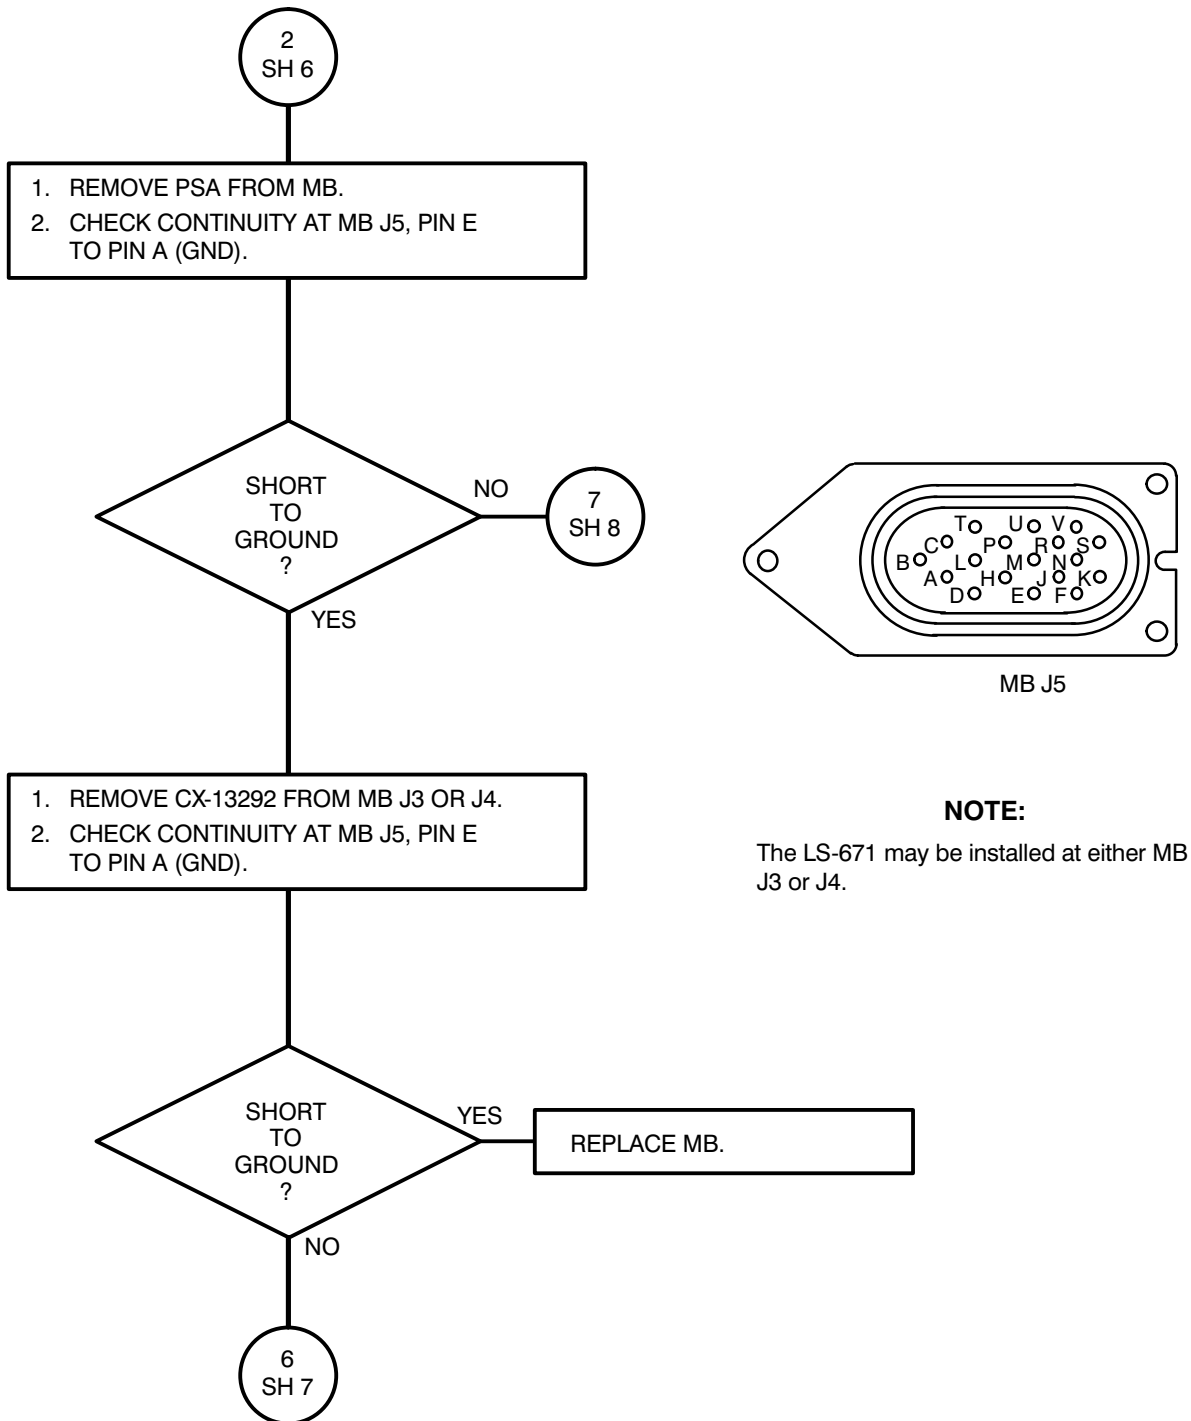 2
SH 6
1. REMOVE PSA FROM MB.
2. CHECK CONTINUITY AT MB J5, PIN E
TO PIN A (GND).
SHORT
TO
GROUND
?
NO
7
SH 8
YES
T U V
C P R S
B L M N
A H J K
D E F
MB J5
1. REMOVE CX-13292 FROM MB J3 OR J4.
2. CHECK CONTINUITY AT MB J5, PIN E
TO PIN A (GND).
NOTE:
The LS-671 may be installed at either MB
J3 or J4.
SHORT
TO
GROUND
?
YES
REPLACE MB.
NO
6
SH 7